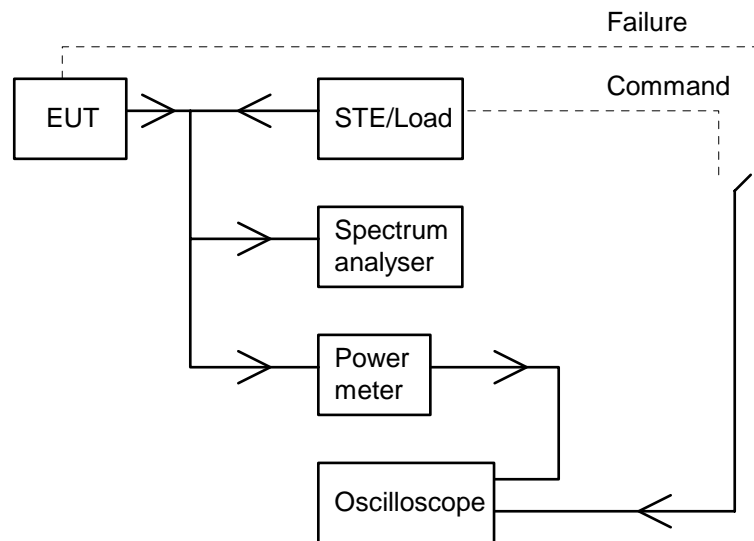 Failure
Command
EUT
STE/Load
Spectrum
analyser
Power
meter
Oscilloscope